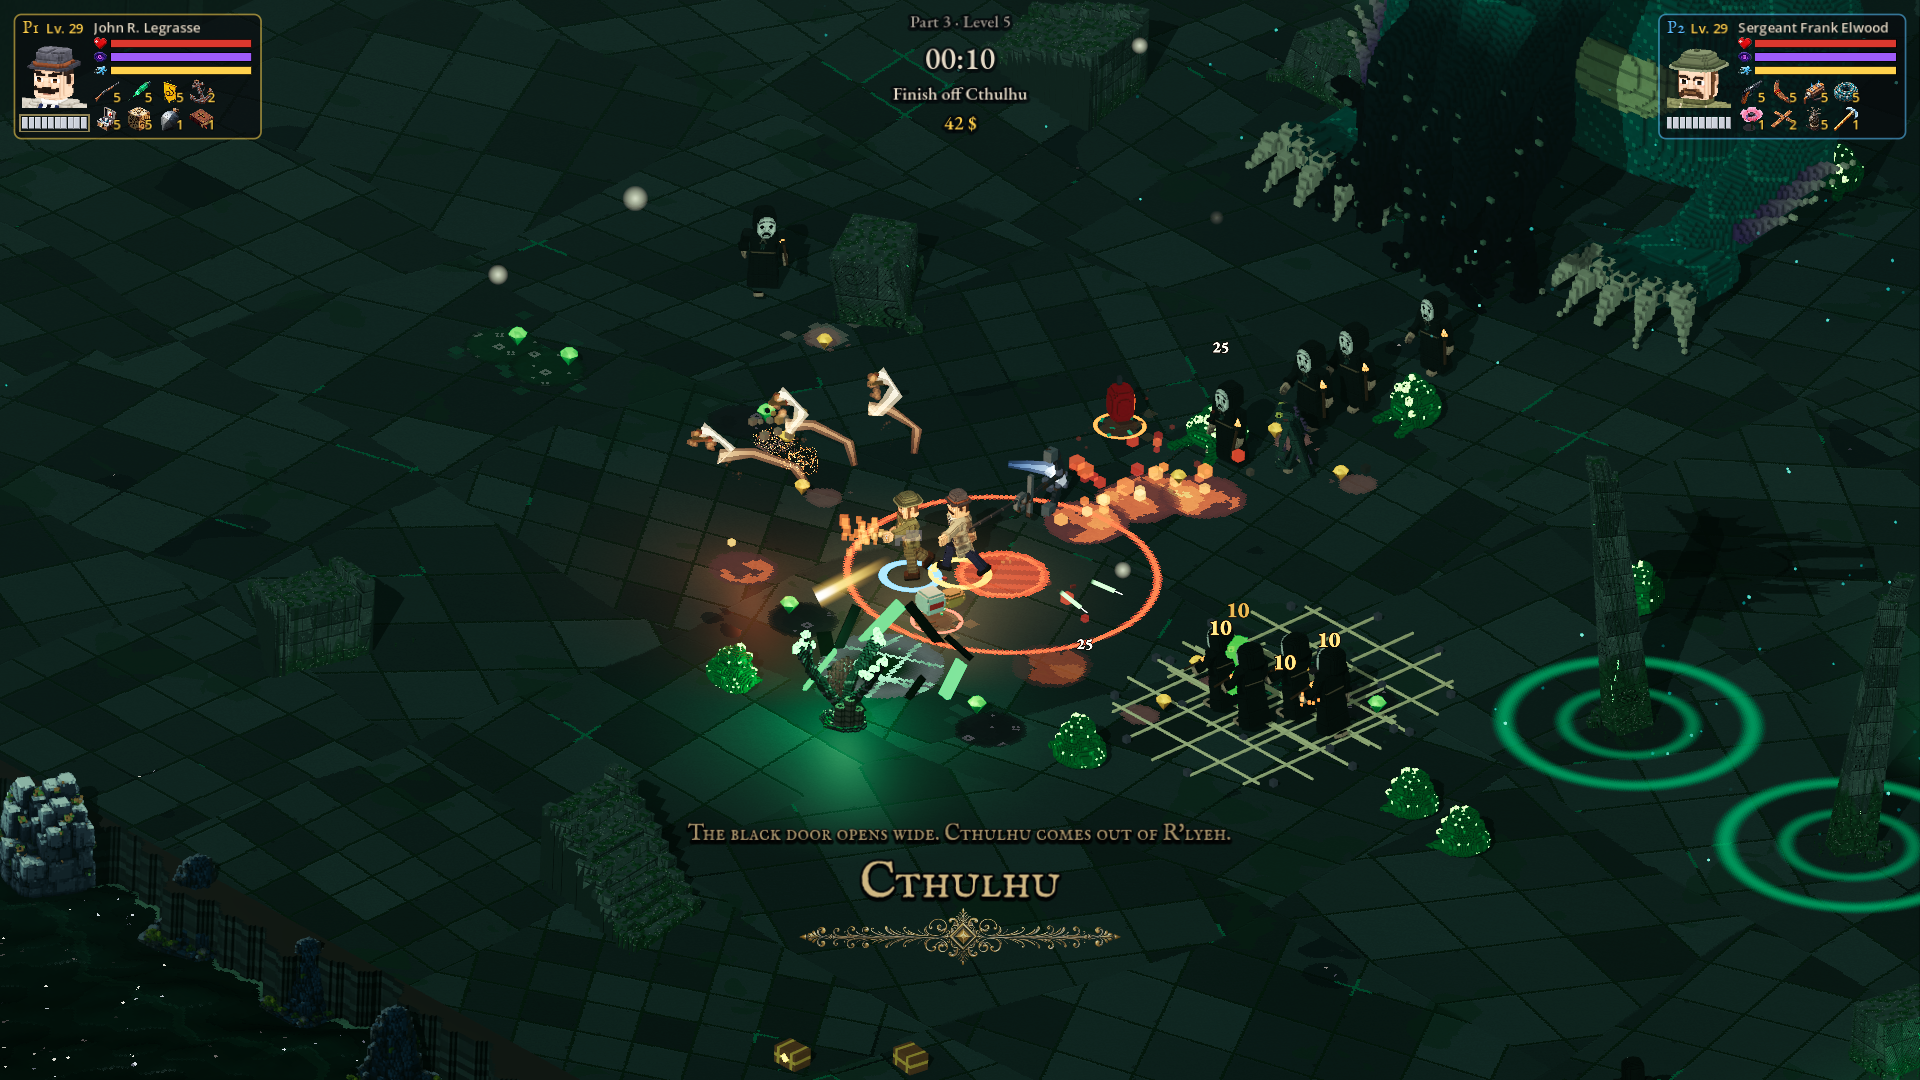 P1 Lv. 29 John R. Legrasse
5 5 5 2
5 5 1 1
Part 3 · Level 5
00:10
Finish off Cthulhu
42 $
P2 Lv. 29 Sergeant Frank Elwood
5 5 5 5
1 2 5 1
25
10
10
10
10
25
The black door opens wide. Cthulhu comes out of R'lyeh.
Cthulhu